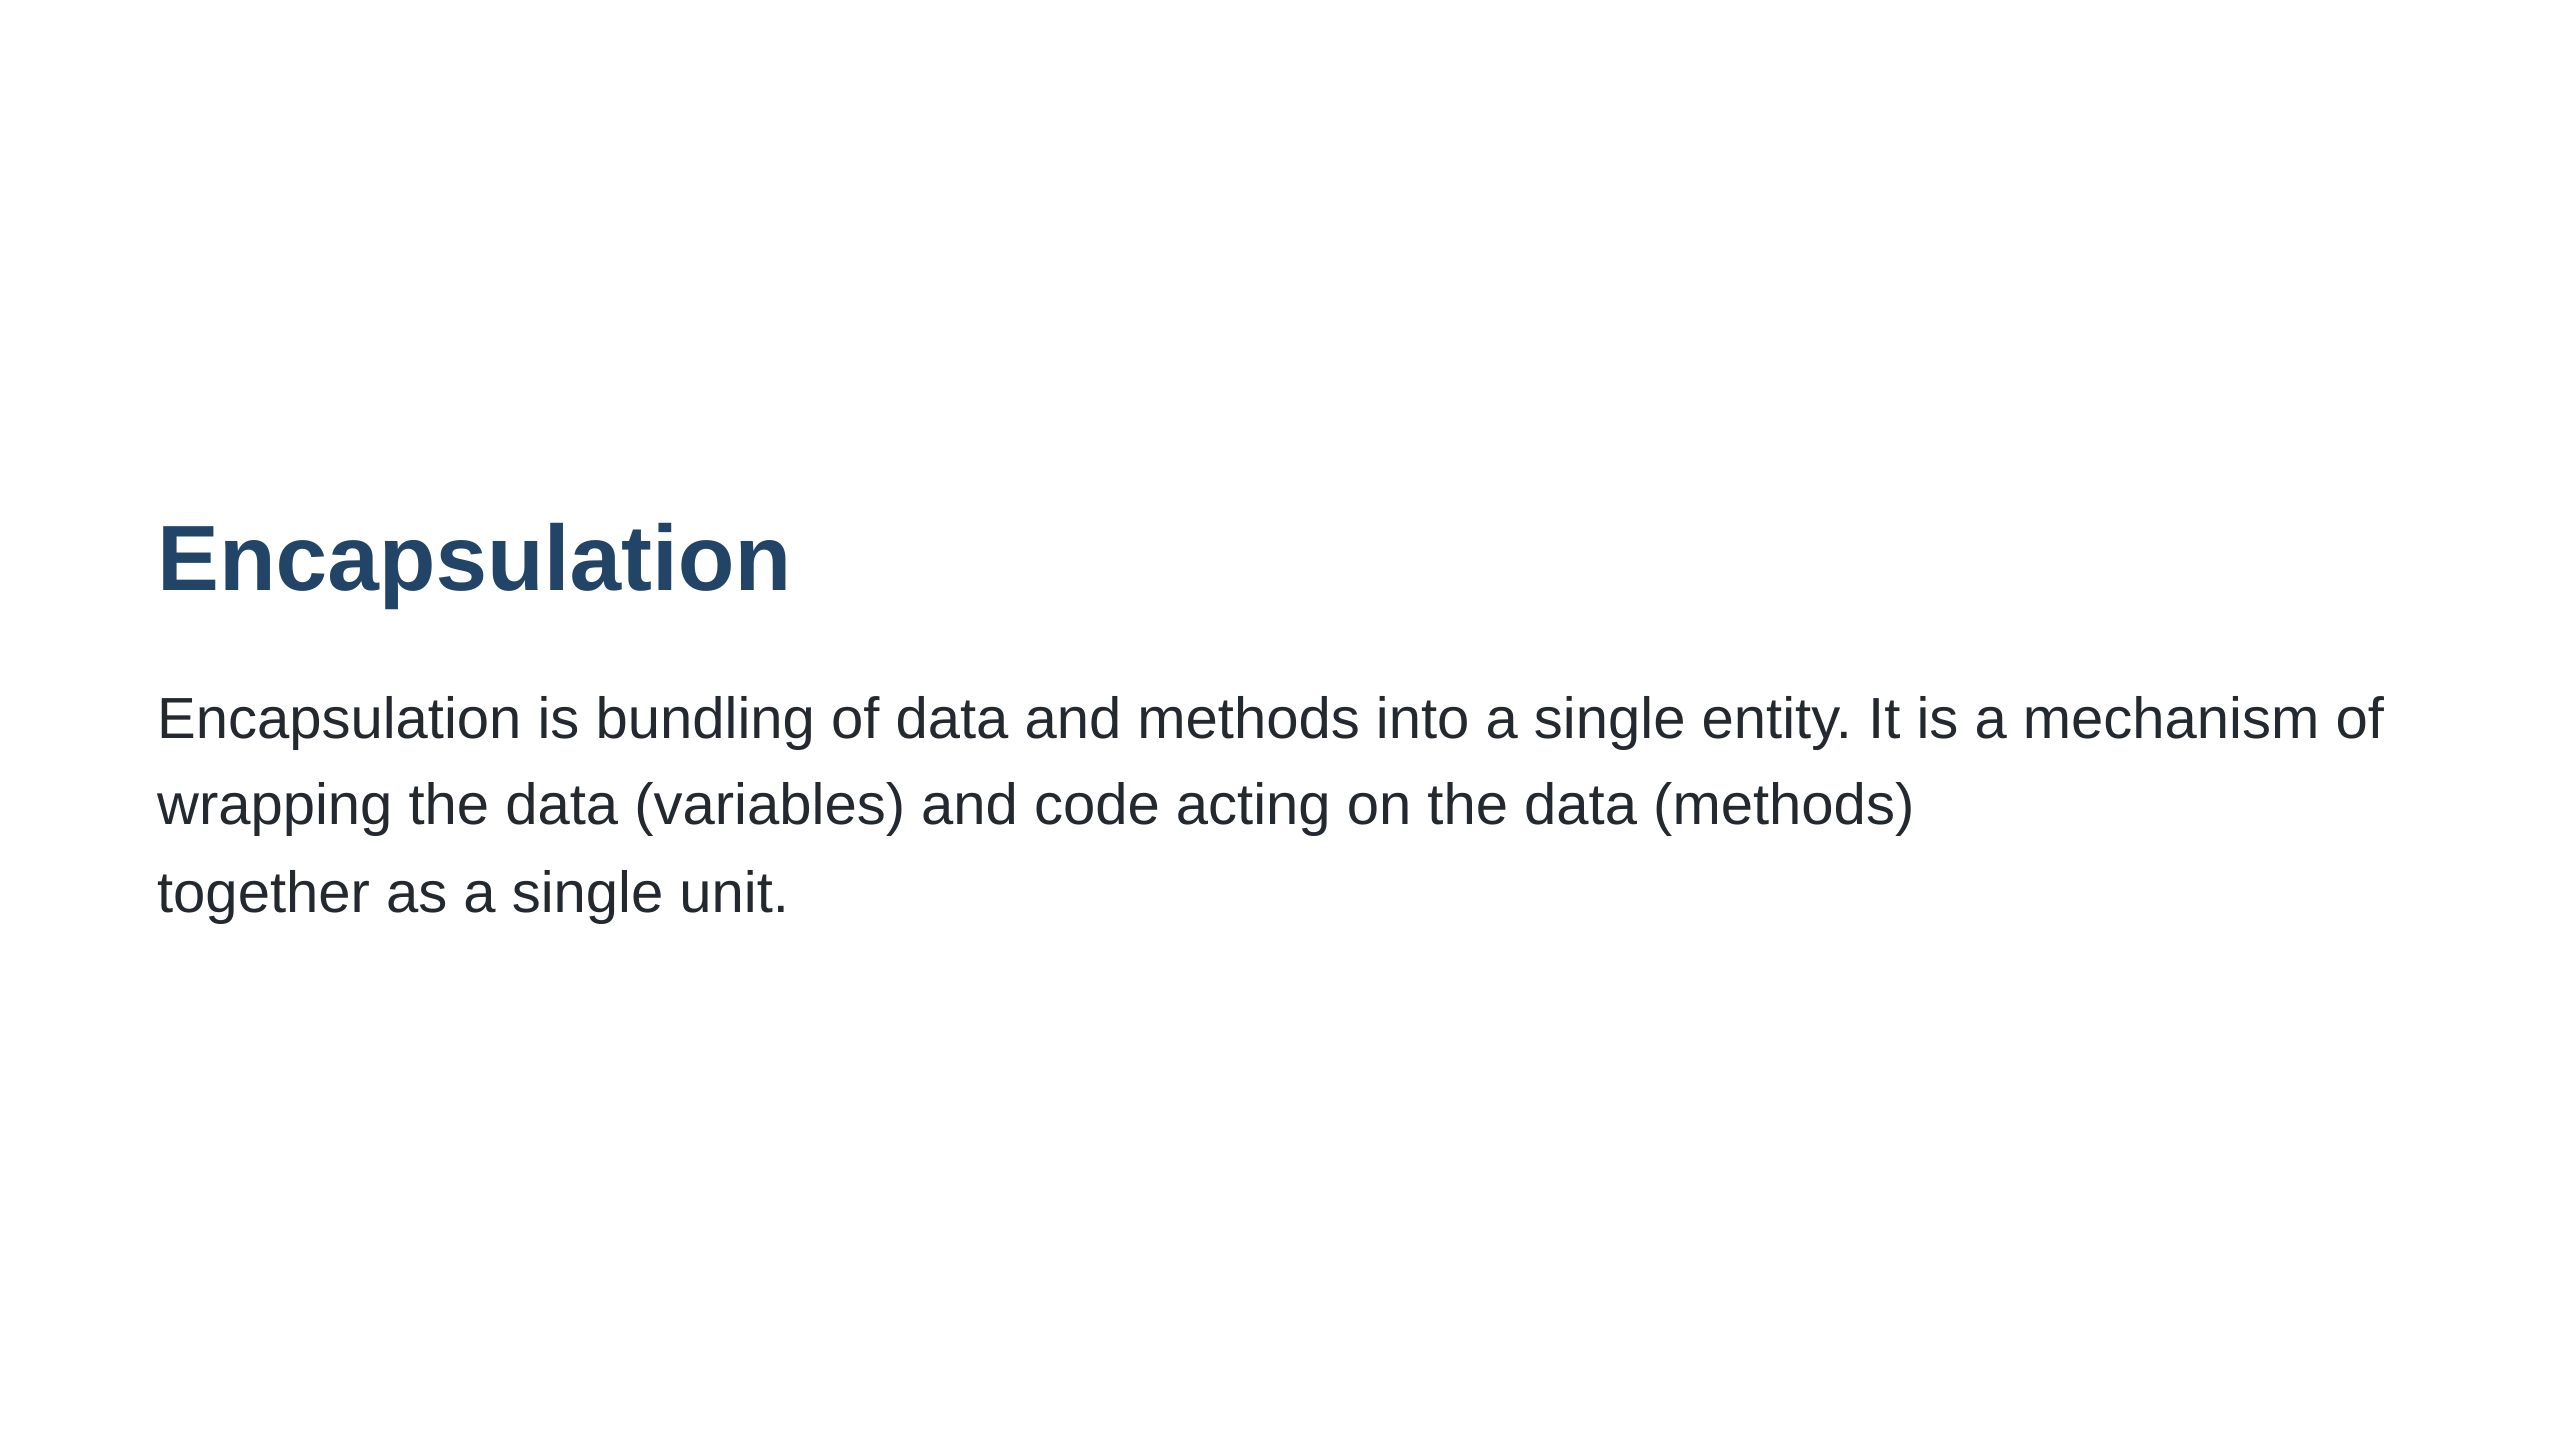 Encapsulation
Encapsulation is bundling of data and methods into a single entity. It is a mechanism of
wrapping the data (variables) and code acting on the data (methods)
together as a single unit.